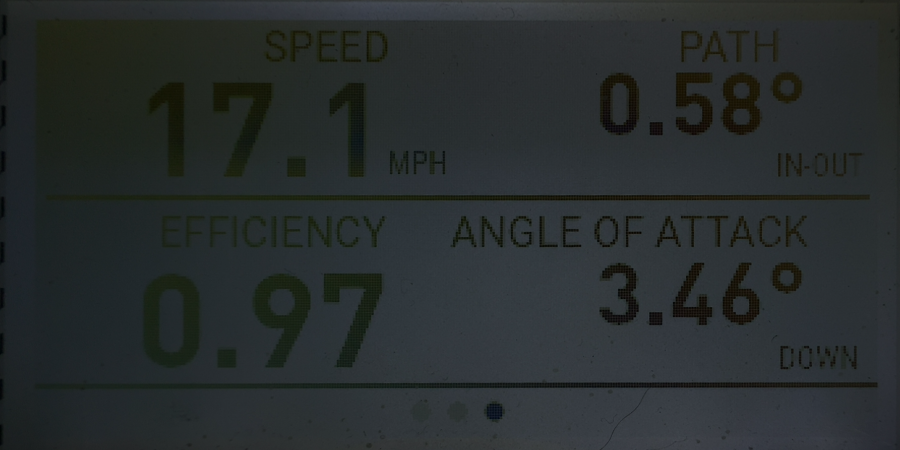 SPEED
17.1 MPH
PATH
0.58°
IN-OUT
EFFICIENCY
0.97
ANGLE OF ATTACK
3.46°
DOWN